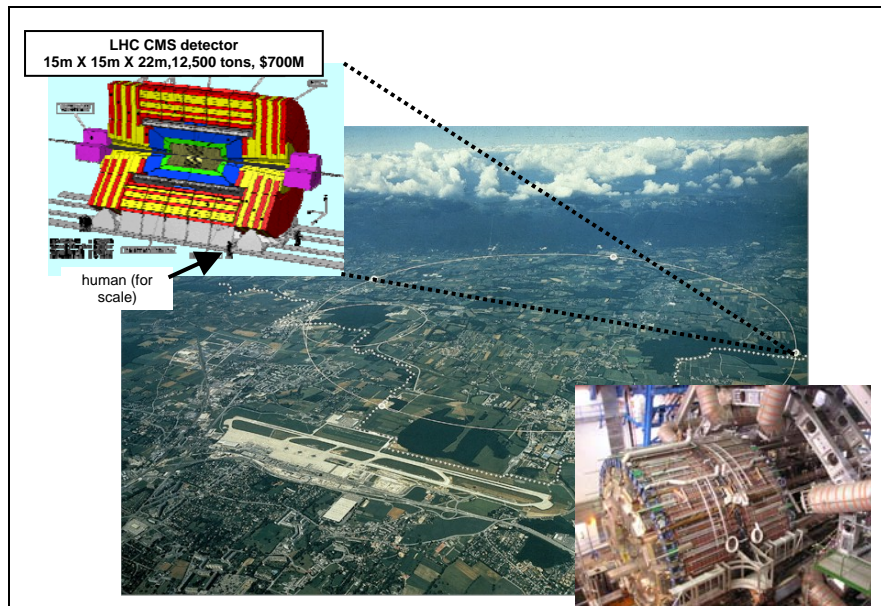 LHC CMS detector
15m X 15m X 22m,12,500 tons, $700M
human (for
scale)